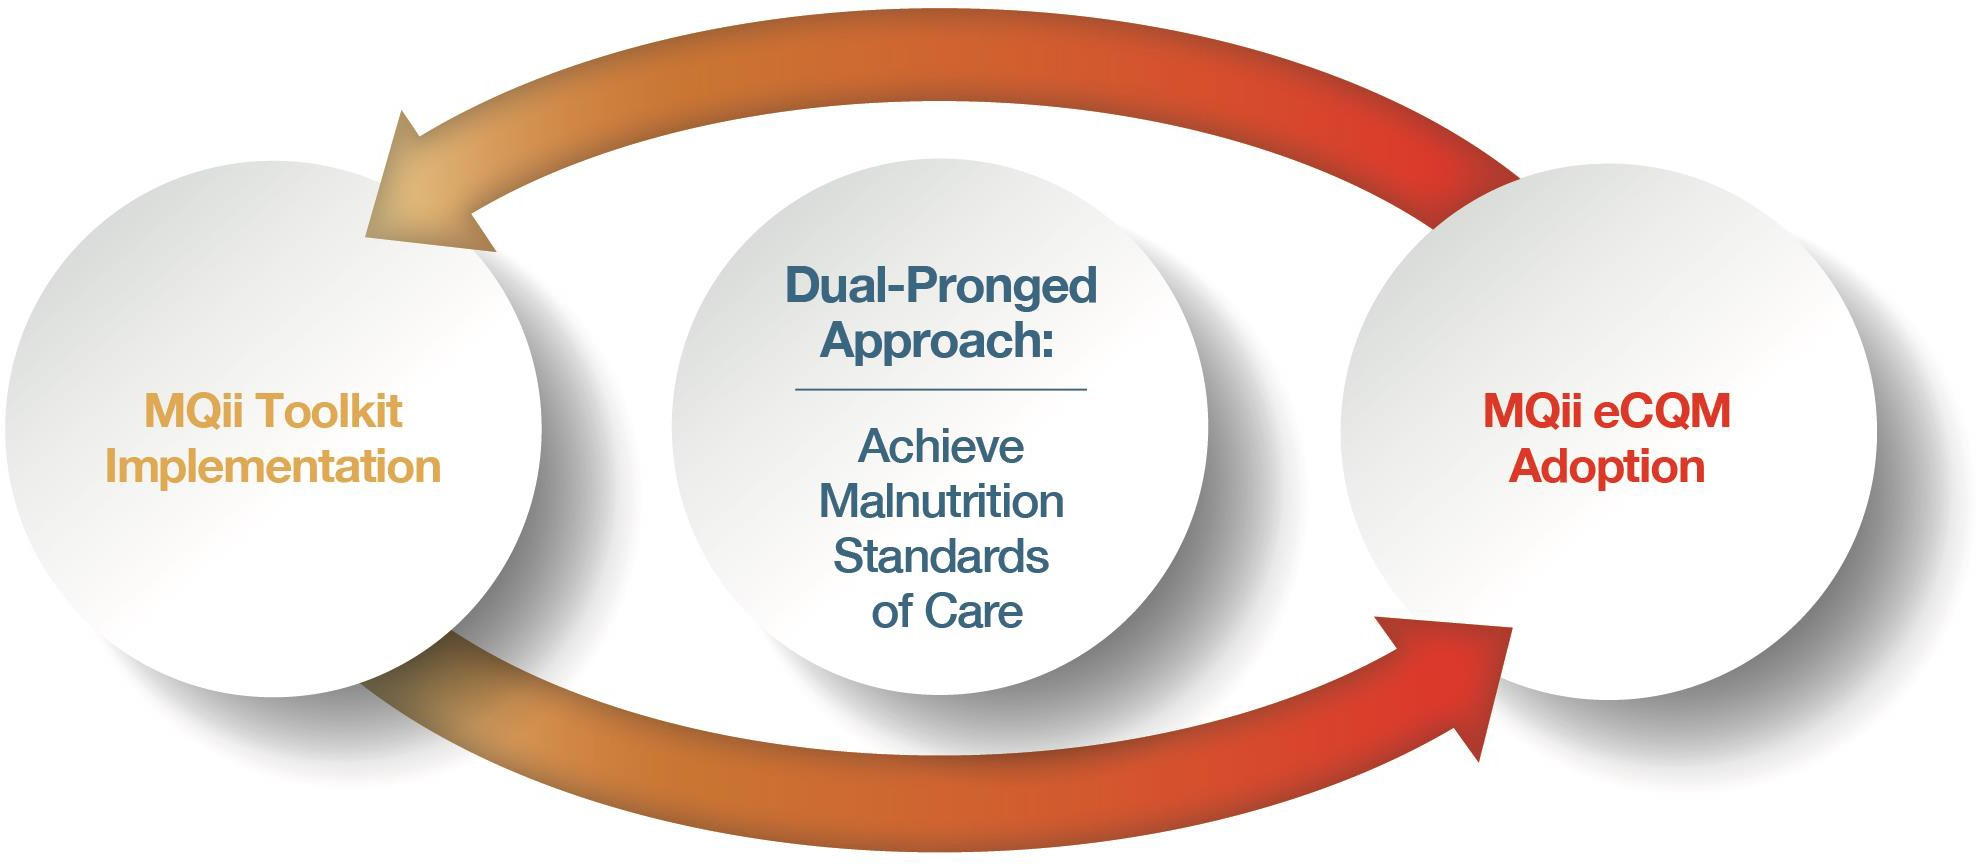 MQii Toolkit
Implementation
Dual-Pronged
Approach:
Achieve
Malnutrition
Standards
of Care
MQii eCQM
Adoption